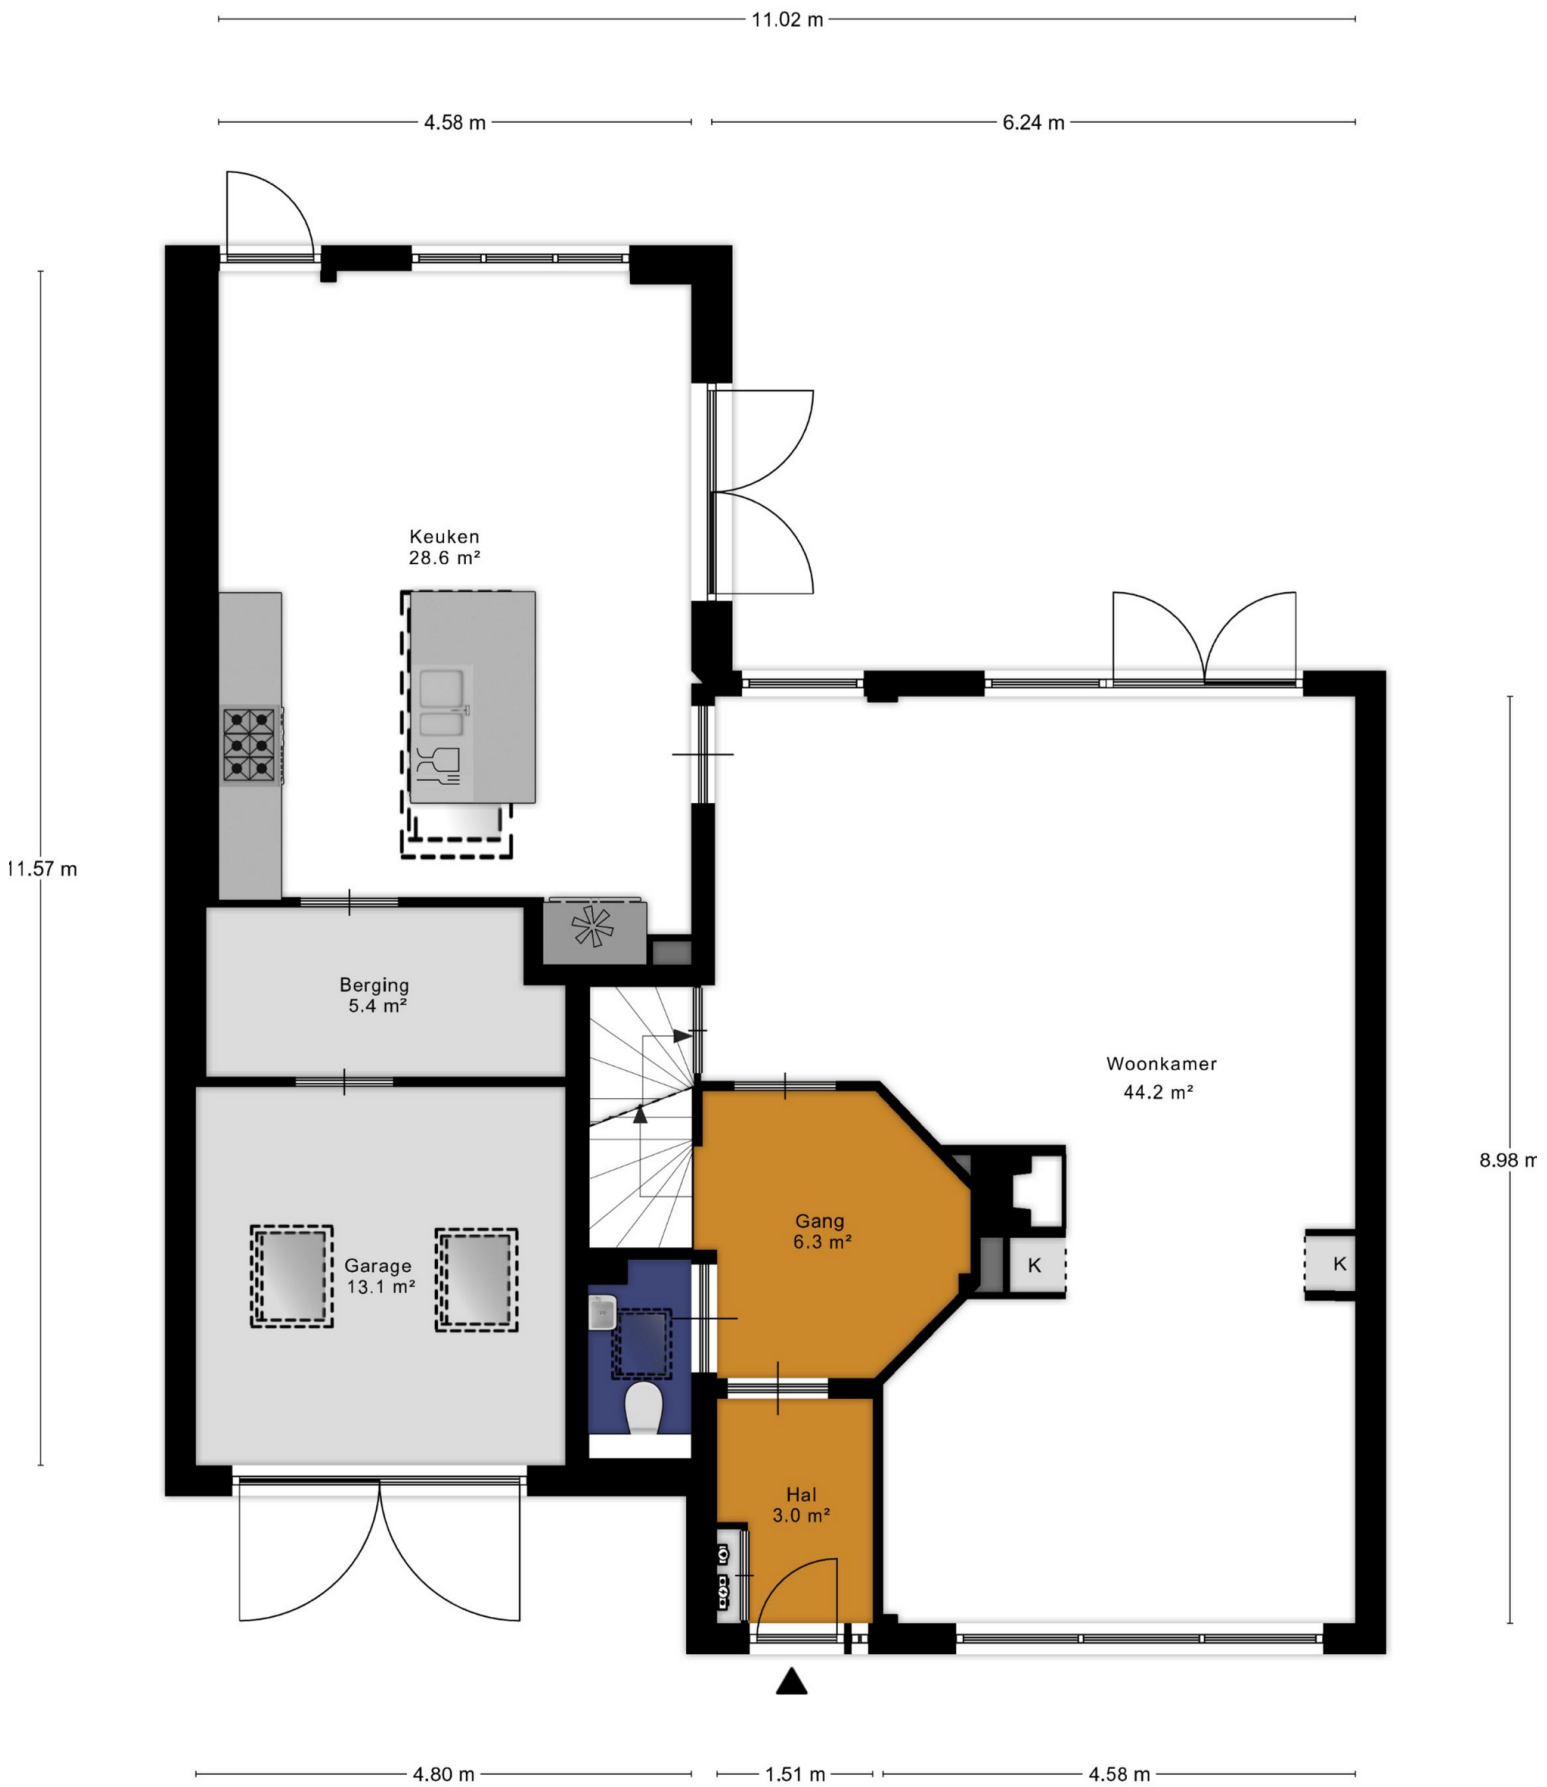 11.02 m
4.58 m
6.24 m
Keuken
28.6 m²
11.57 m
Berging
5.4 m²
Woonkamer
44.2 m²
8.98 m
Gang
6.3 m²
Garage
13.1 m²
K
K
Hal
3.0 m²
4.80 m
1.51 m
4.58 m